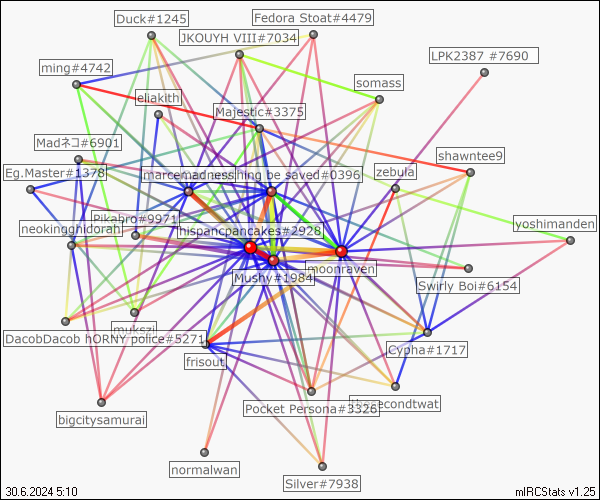 Duck#1245
Fedora Stoat#4479
JKOUYH VIII#7034
LPK2387 #7690
ming#4742
somass
eliakith
Majestic#3375
Madネコ#6901
shawntee9
Eg.Master#1378
marcemadness
hing be saved#0396
zebula
Pikabro#9971
yoshimanden
neokingghidorah
hispancpancakes#2928
moonraven
Mushy#1984
Swirly Boi#6154
mukszi
DacobDacob hORNY police#5271
Cypha#1717
frisout
Pocket Persona#3326
bigcitysamurai
normalwan
Silver#7938
30.6.2024 5:10
mIRCStats v1.25